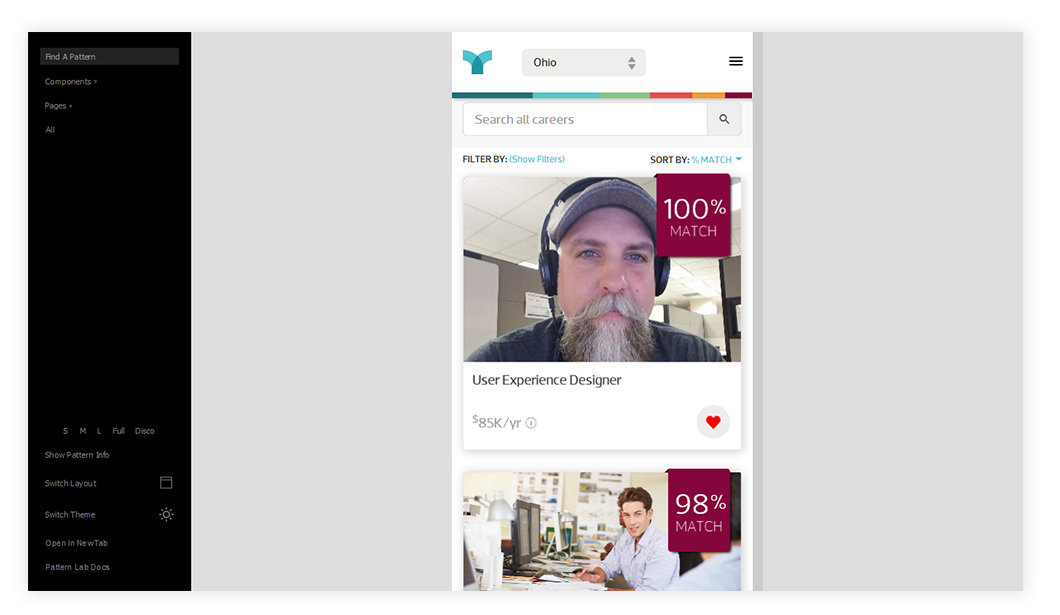 Find A Pattern
Components
Pages
All
S M L Full Disco
Show Pattern Info
Switch Layout
Switch Theme
Open In NewTab
Pattern Lab Docs
Ohio
Search all careers
FILTER BY: (Show Filters) SORT BY: % MATCH
100%
MATCH
User Experience Designer
$85K/yr
98%
MATCH